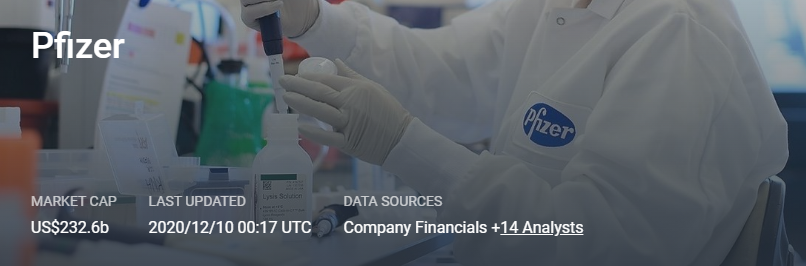 Pfizer
Pfizer
MARKET CAP LAST UPDATED DATA SOURCES
US$232.6b 2020/12/10 00:17 UTC Company Financials +14 Analysts